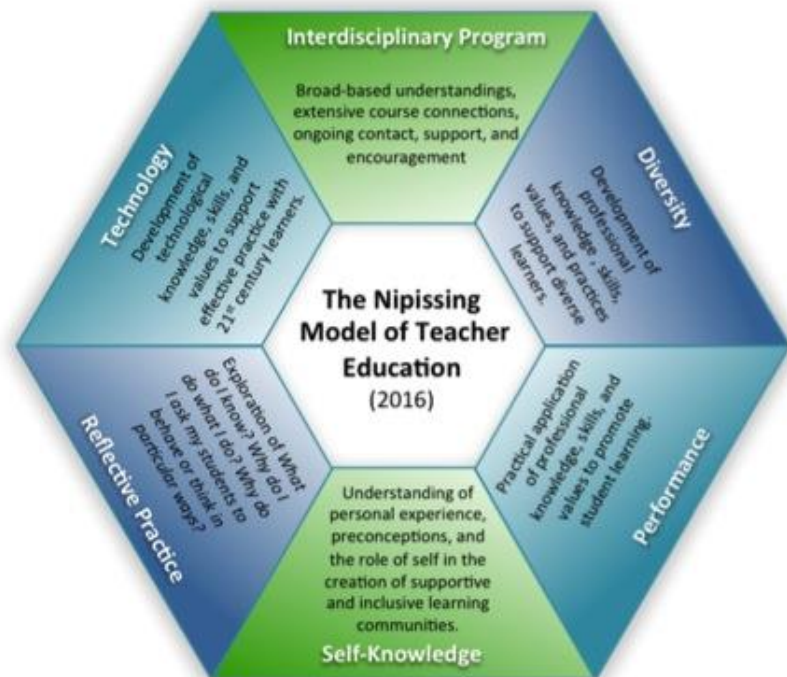 Interdisciplinary Program
Broad-based understandings,
extensive course connections,
ongoing contact, support, and
encouragement
Diversity
Development of
professional
knowledge - skills,
values, and practices
to support diverse
learners.
Performance
Practical application
of professional
knowledge, skills, and
values to promote
student learning.
Understanding of
personal experience,
preconceptions, and
the role of self in the
creation of supportive
and inclusive learning
communities.
Self-Knowledge
Reflective Practice
Exploration of What
do I know? Why do I
do what I do? Why do
I ask my students to
behave or think in
particular ways?
Technology
Development of
technological
knowledge, skills, and
values to support
effective practice with
21st century learners.
The Nipissing
Model of Teacher
Education
(2016)